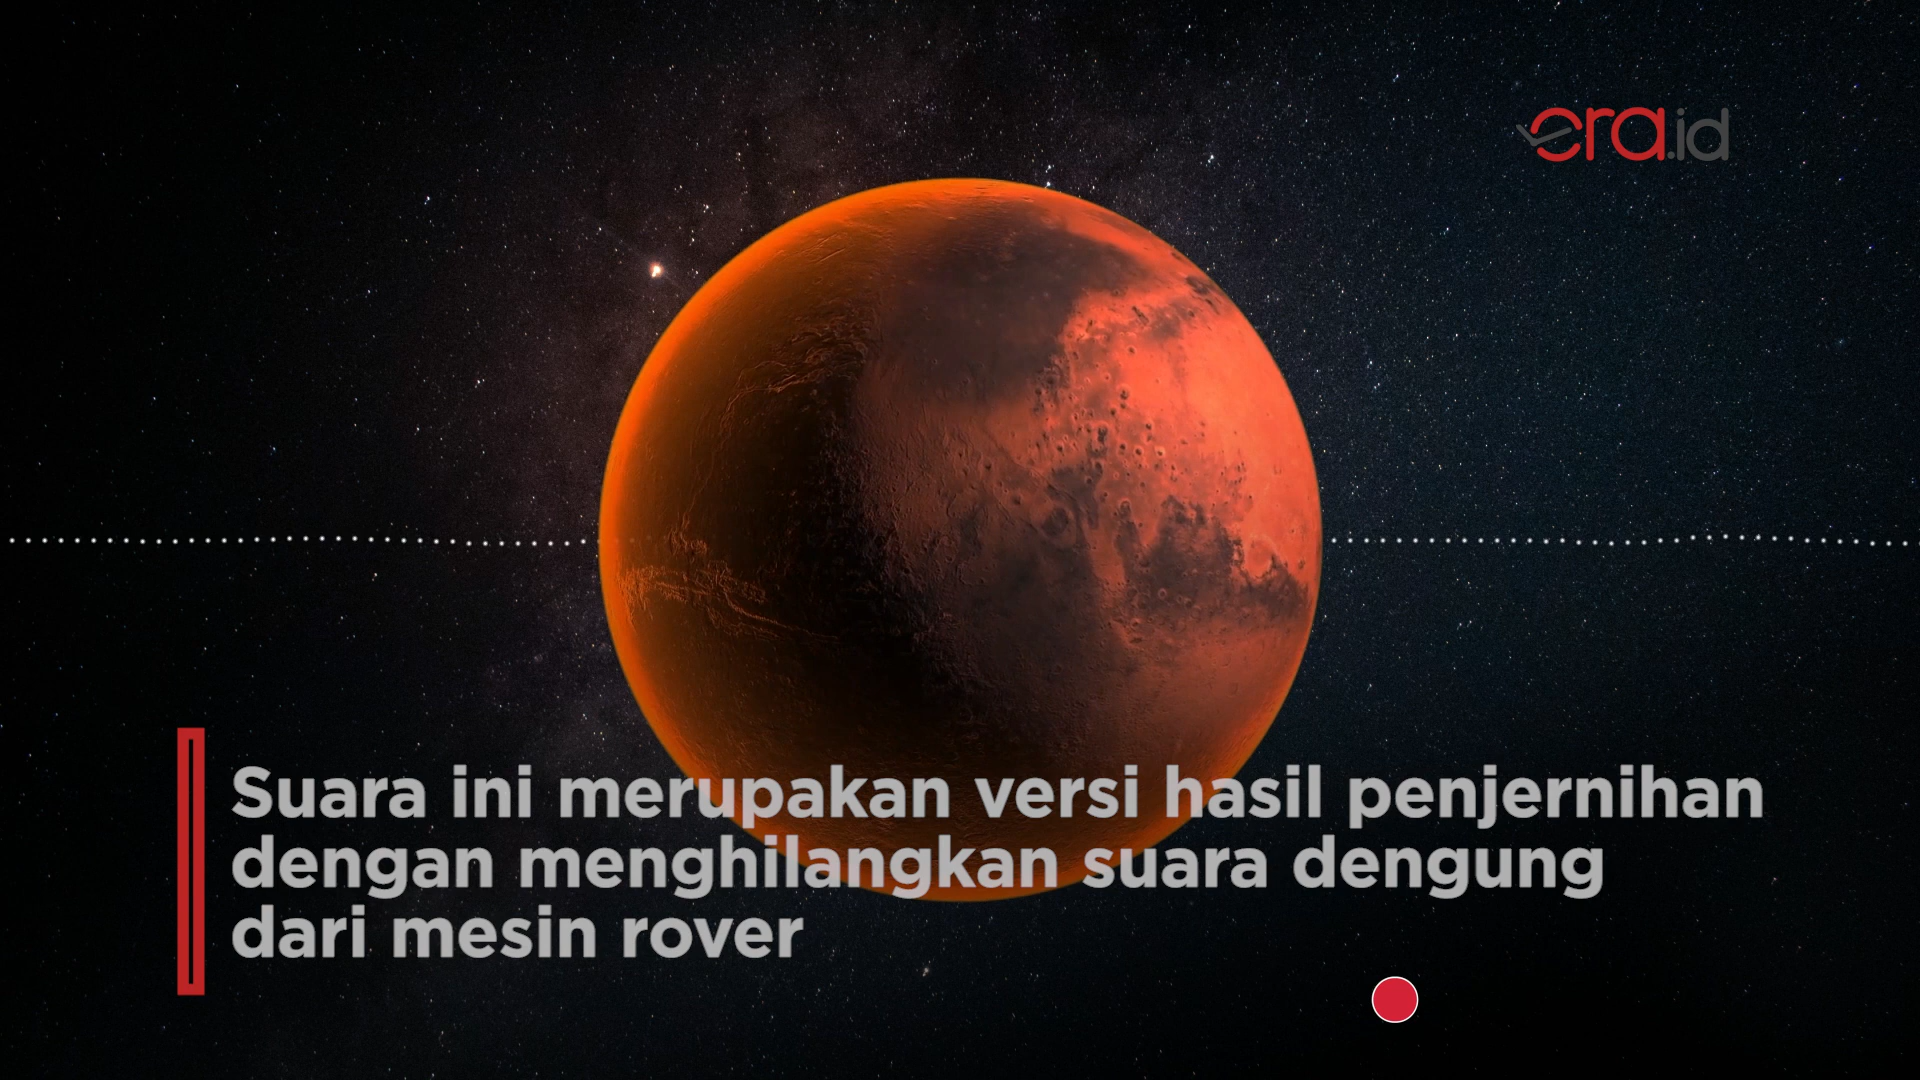 era.id
Suara ini merupakan versi hasil penjernihan
dengan menghilangkan suara dengung
dari mesin rover